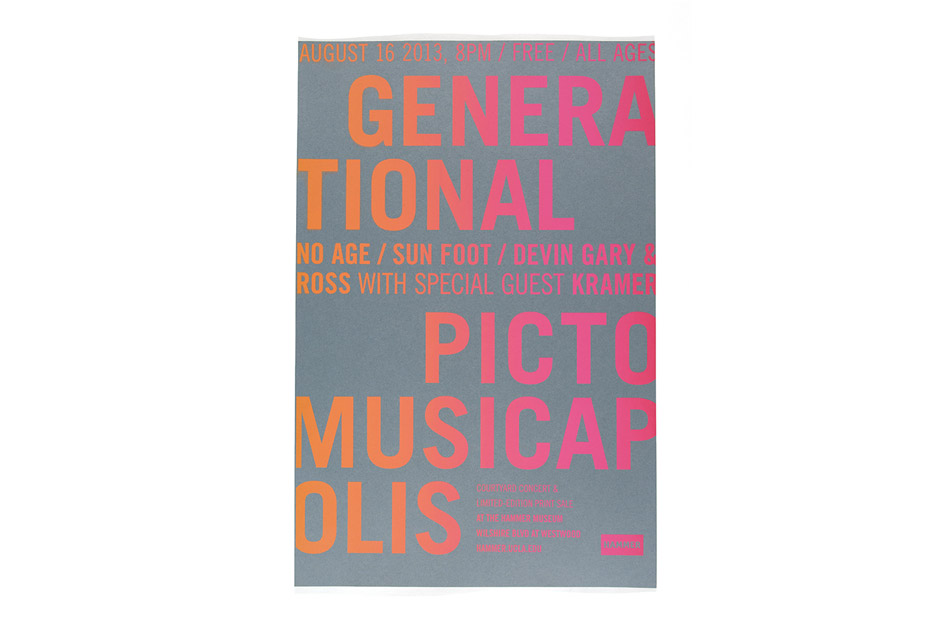 AUGUST 16 2013, 8PM / FREE / ALL AGES
GENERA
TIONAL
NO AGE / SUN FOOT / DEVIN GARY &
ROSS WITH SPECIAL GUEST KRAMER
PICTO
MUSICAP
OLIS